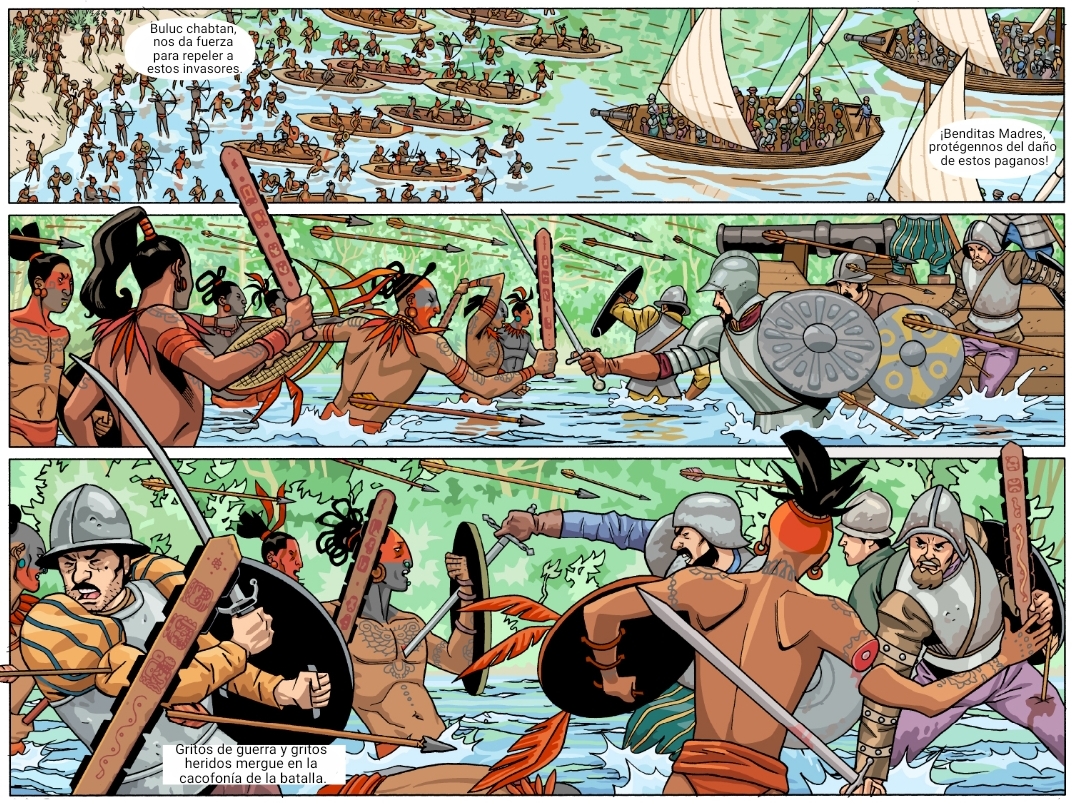 Buluc chabtan,
nos da fuerza
para repeler a
estos invasores.
¡Benditas Madres,
protégennos del daño
de estos paganos!
Gritos de guerra y gritos
heridos mergue en la
cacofonía de la batalla.